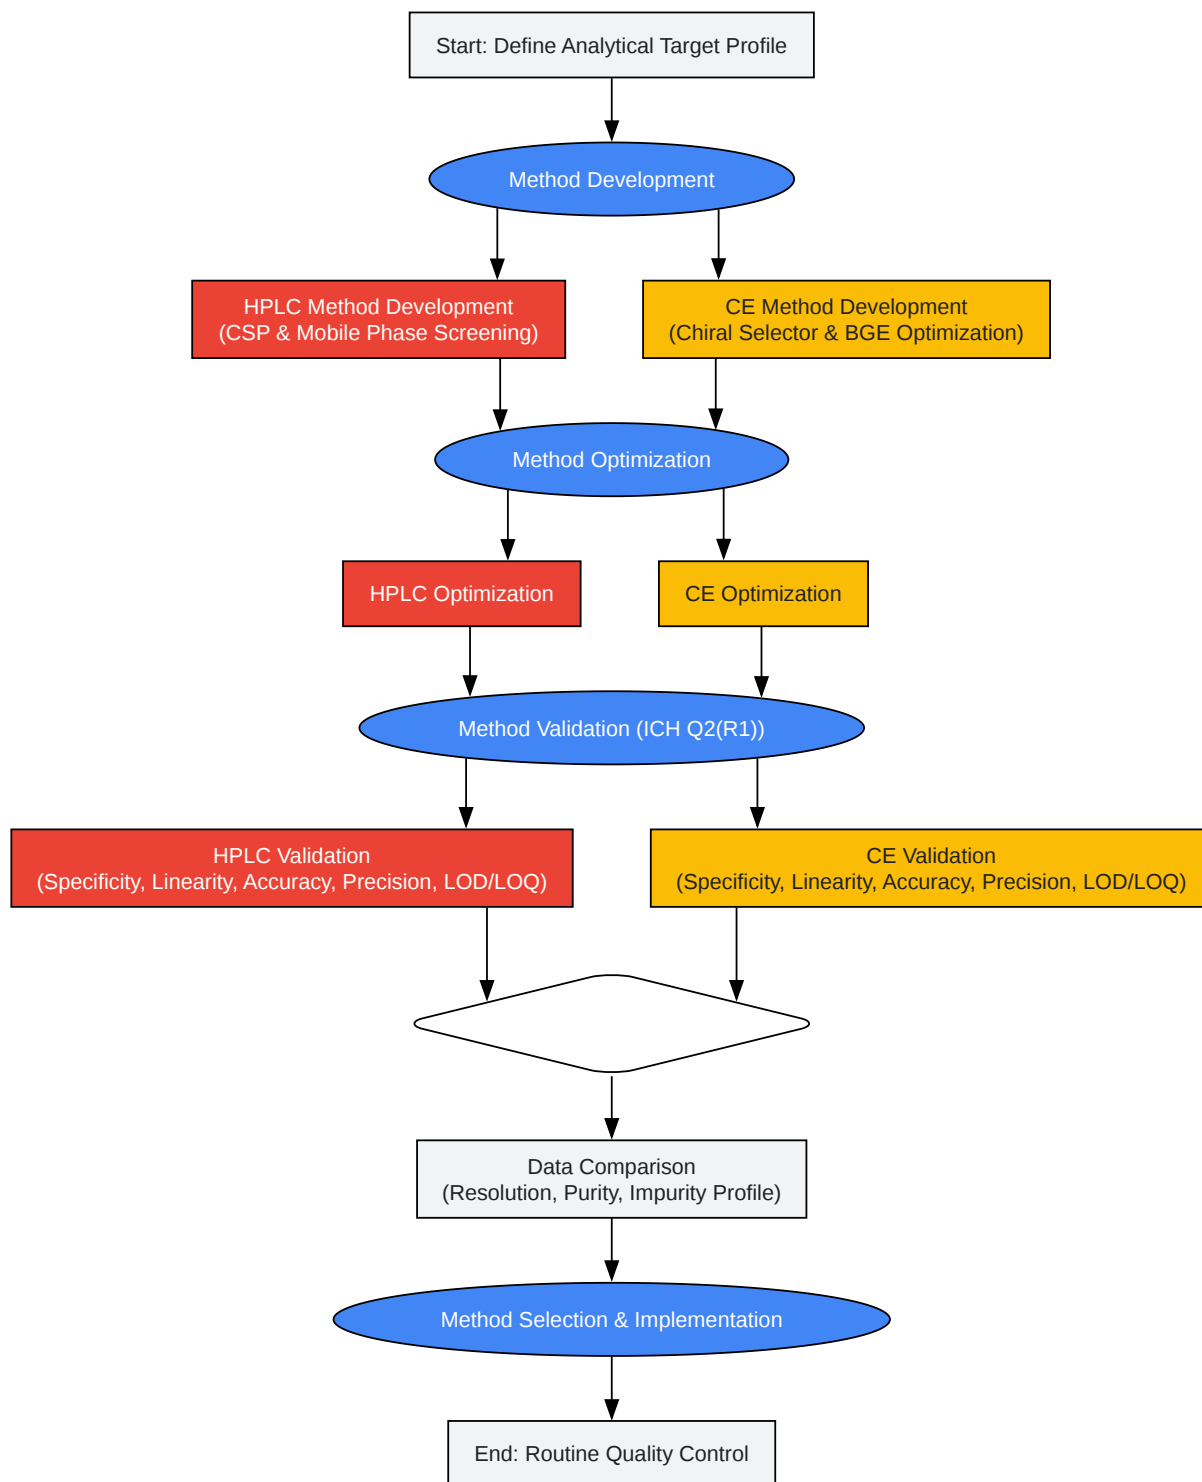 Start: Define Analytical Target Profile
Method Development
HPLC Method Development
(CSP & Mobile Phase Screening)
CE Method Development
(Chiral Selector & BGE Optimization)
Method Optimization
HPLC Optimization
CE Optimization
Method Validation (ICH Q2(R1))
HPLC Validation
(Specificity, Linearity, Accuracy, Precision, LOD/LOQ)
CE Validation
(Specificity, Linearity, Accuracy, Precision, LOD/LOQ)
Data Comparison
(Resolution, Purity, Impurity Profile)
Method Selection & Implementation
End: Routine Quality Control